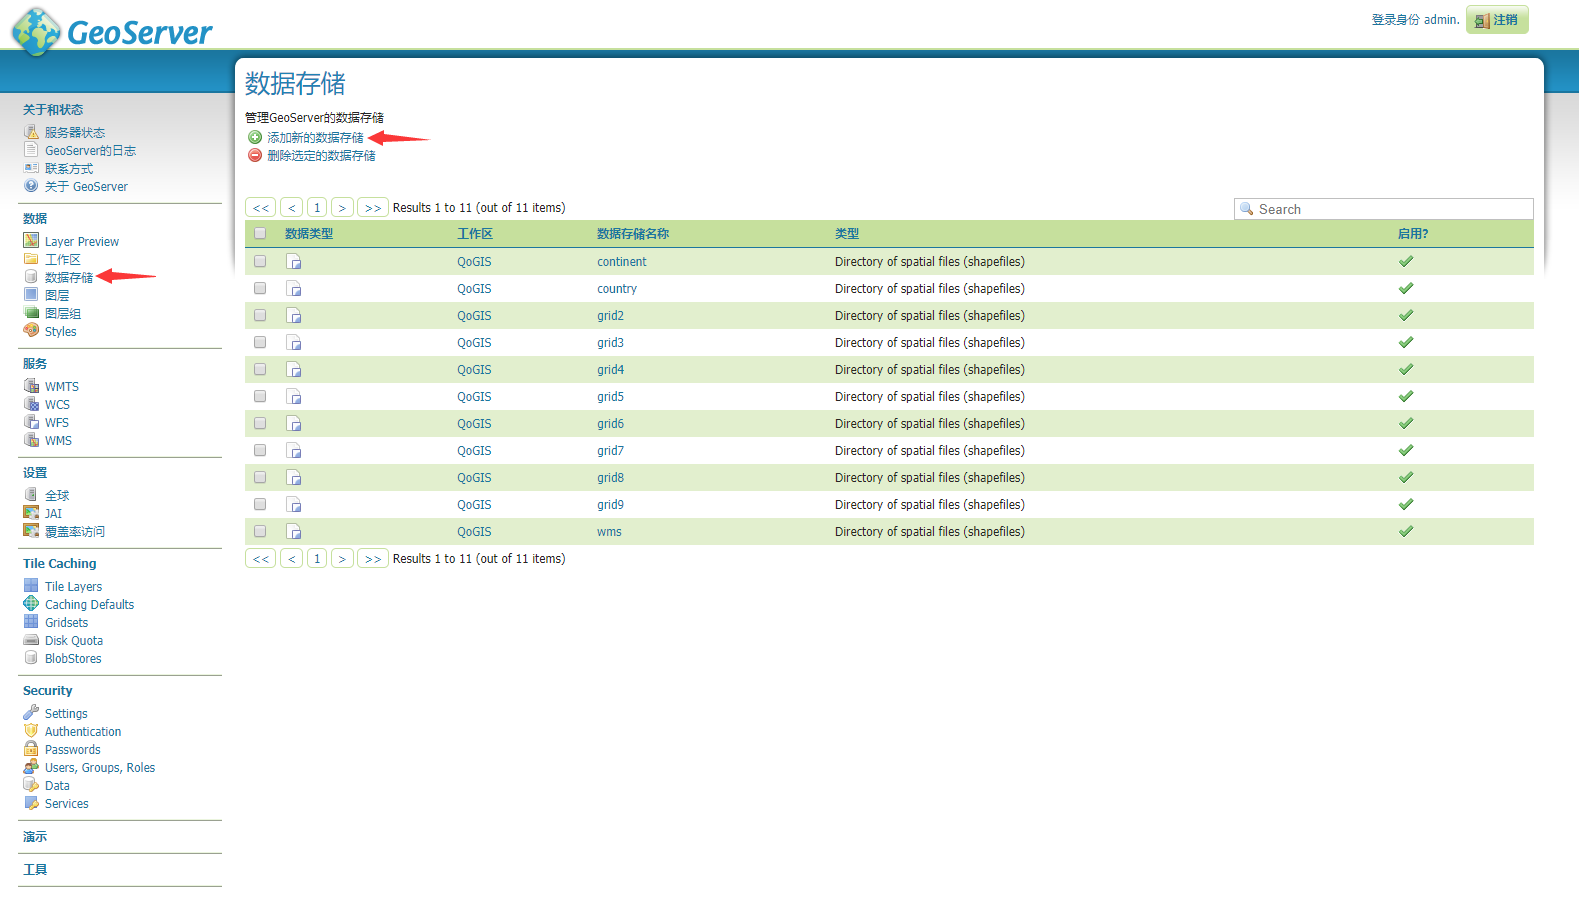 GeoServer
登录身份 admin.
注销
关于和状态
服务器状态
GeoServer的日志
联系方式
关于 GeoServer
数据
Layer Preview
工作区
数据存储
图层
图层组
Styles
服务
WMTS
WCS
WFS
WMS
设置
全球
JAI
覆盖率访问
Tile Caching
Tile Layers
Caching Defaults
Gridsets
Disk Quota
BlobStores
Security
Settings
Authentication
Passwords
Users, Groups, Roles
Data
Services
演示
工具
数据存储
管理GeoServer的数据存储
添加新的数据存储
删除选定的数据存储
<< < 1 > >> Results 1 to 11 (out of 11 items)
Search
数据类型 工作区 数据存储名称 类型 启用?
QoGIS continent Directory of spatial files (shapefiles)
QoGIS country Directory of spatial files (shapefiles)
QoGIS grid2 Directory of spatial files (shapefiles)
QoGIS grid3 Directory of spatial files (shapefiles)
QoGIS grid4 Directory of spatial files (shapefiles)
QoGIS grid5 Directory of spatial files (shapefiles)
QoGIS grid6 Directory of spatial files (shapefiles)
QoGIS grid7 Directory of spatial files (shapefiles)
QoGIS grid8 Directory of spatial files (shapefiles)
QoGIS grid9 Directory of spatial files (shapefiles)
QoGIS wms Directory of spatial files (shapefiles)
<< < 1 > >> Results 1 to 11 (out of 11 items)